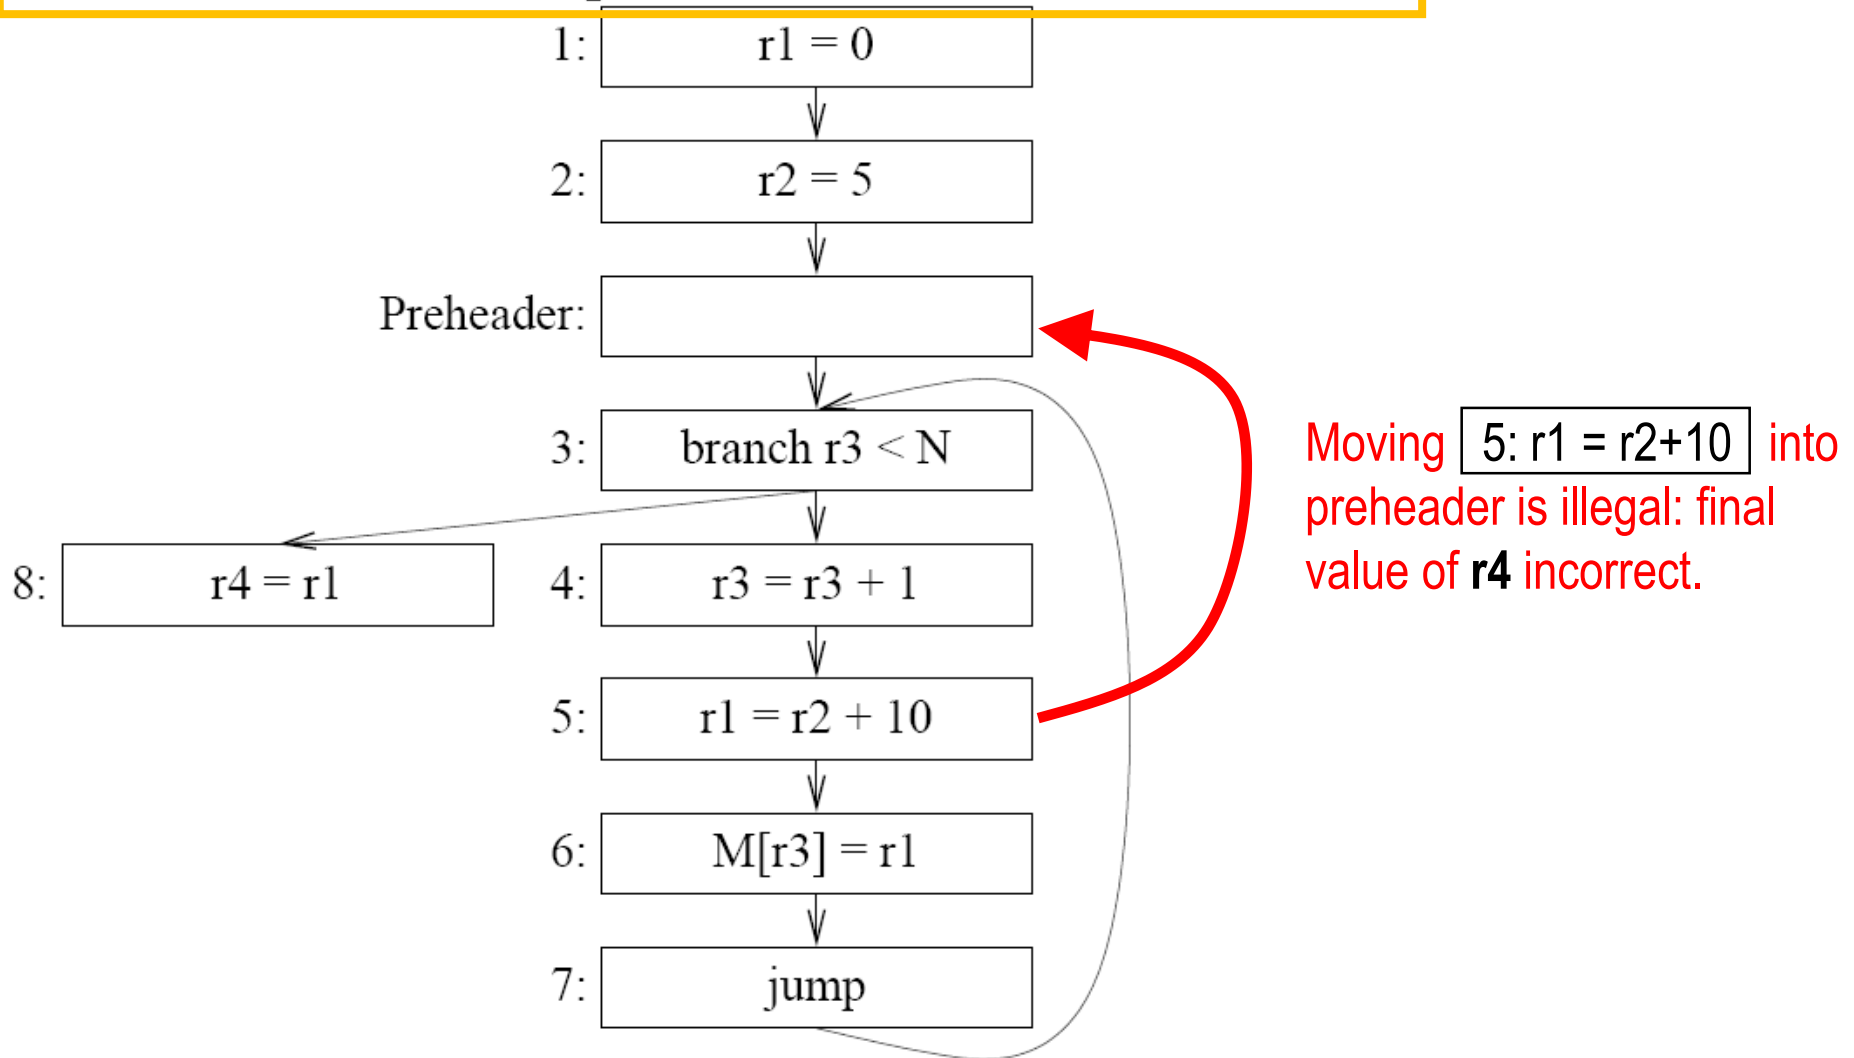 1: r1 = 0
2: r2 = 5
Preheader:
3: branch r3 < N
Moving 5: r1 = r2+10 into
preheader is illegal: final
value of r4 incorrect.
8: r4 = r1
4: r3 = r3 + 1
5: r1 = r2 + 10
6: M[r3] = r1
7: jump